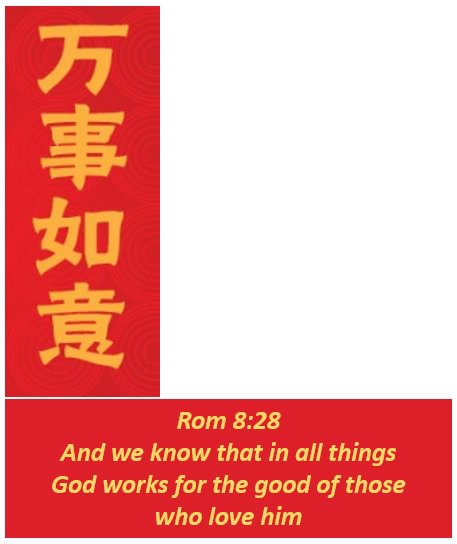 万事如意
Rom 8:28
And we know that in all things
God works for the good of those
who love him